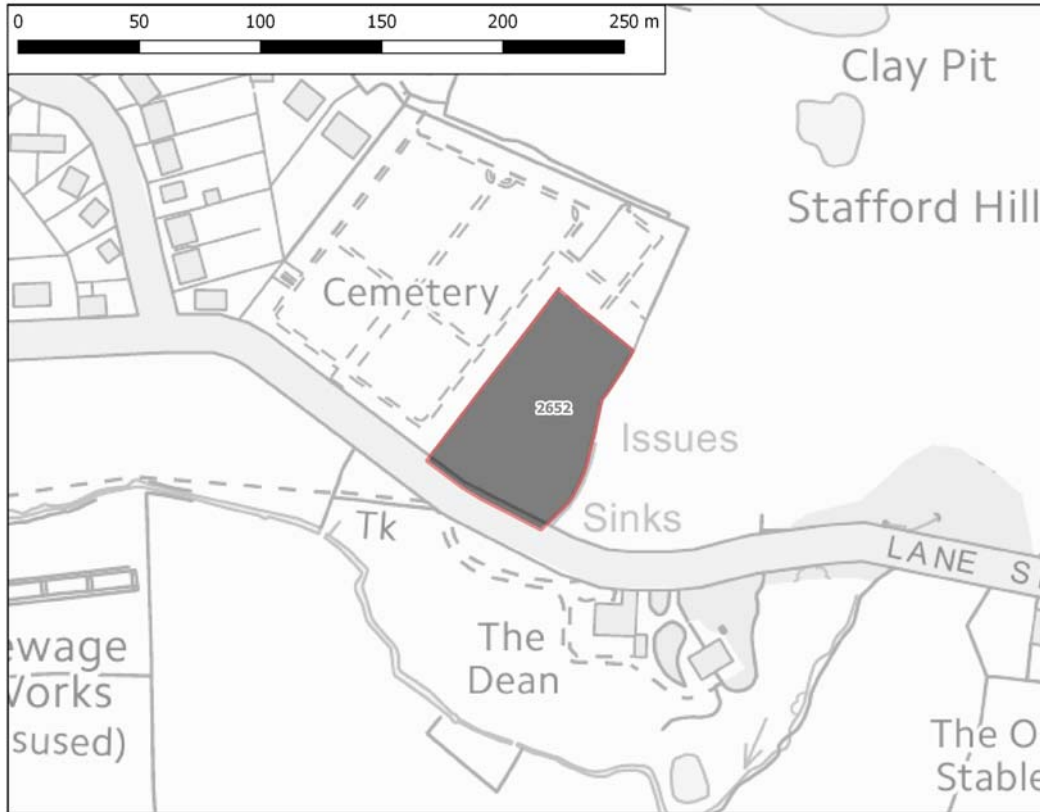 0 50 100 150 200 250 m
Clay Pit
Stafford Hill
Cemetery
2652
Issues
Sinks
Tk
LANE S
The
Dean
ewage
Works
sused)
The O
Stable